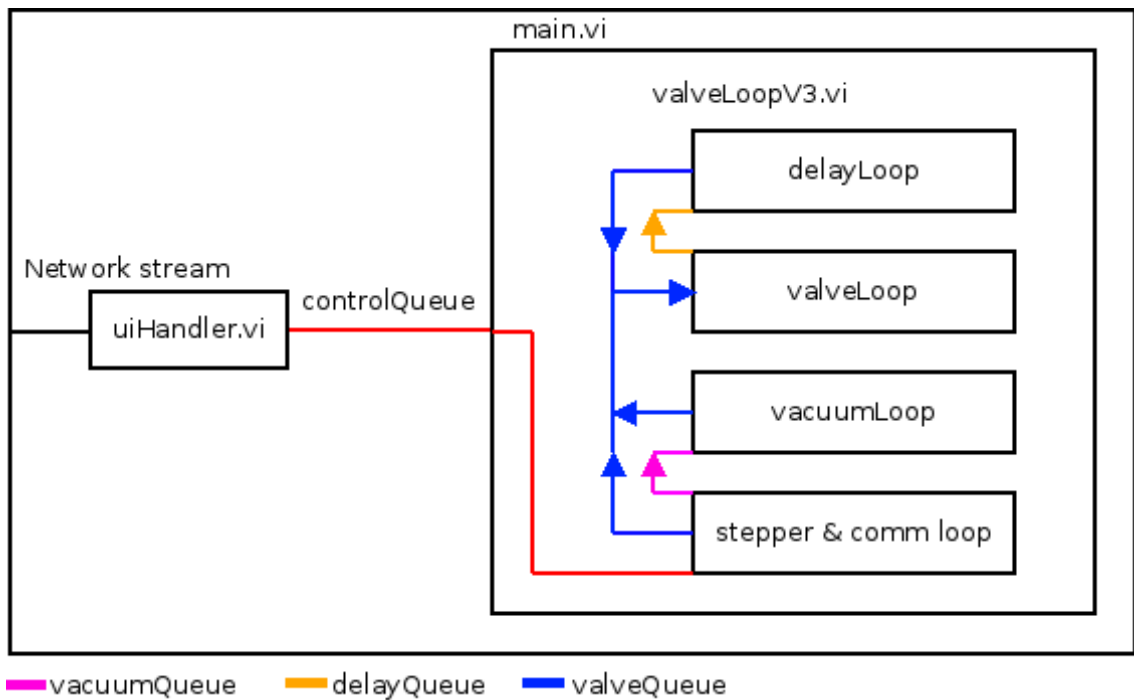 main.vi
valveLoopV3.vi
delayLoop
Network stream
controlQueue
uiHandler.vi
valveLoop
vacuumLoop
stepper & comm loop
vacuumQueue
delayQueue
valveQueue